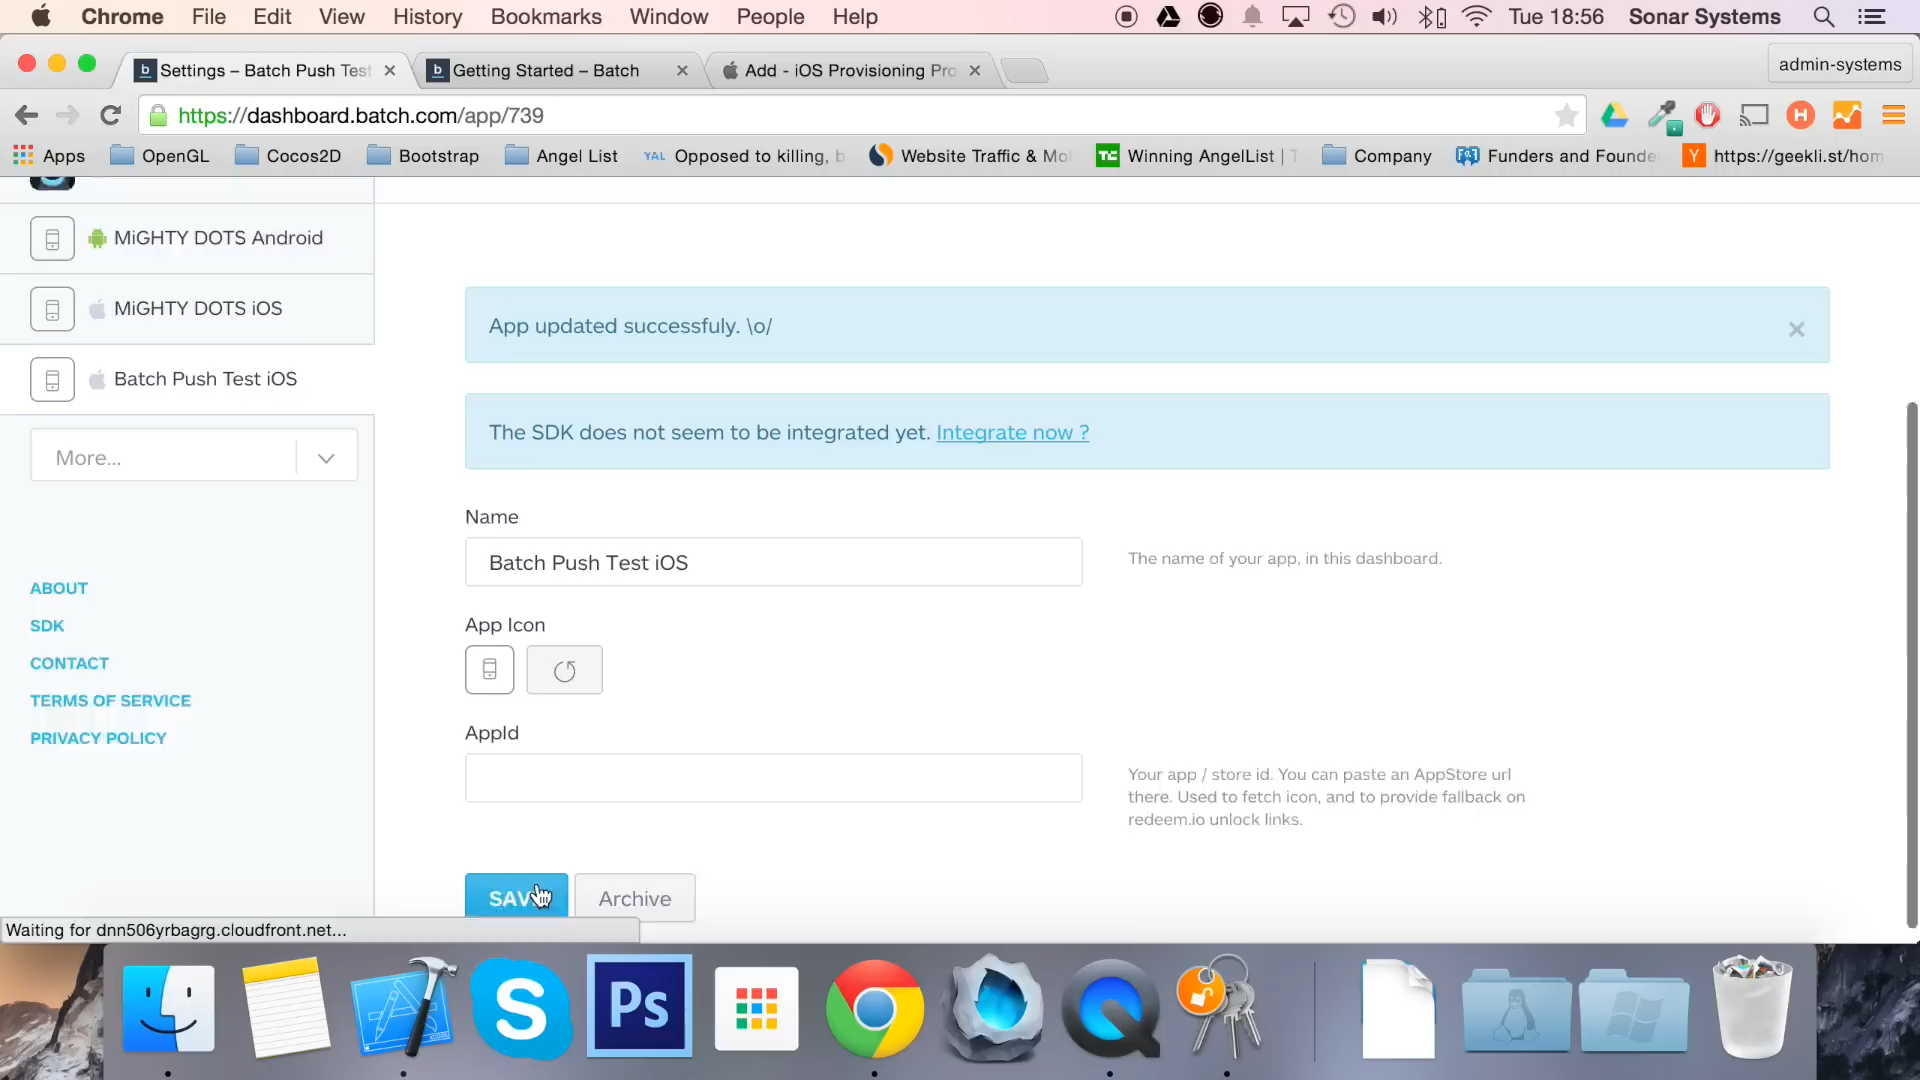 Chrome File Edit View History Bookmarks Window People Help Tue 18:56 Sonar Systems
Settings – Batch Push Test Getting Started – Batch Add - iOS Provisioning Pro admin-systems
https://dashboard.batch.com/app/739
Apps OpenGL Cocos2D Bootstrap Angel List YAL Opposed to killing, b Website Traffic & Mo TC Winning AngelList | T Company Funders and Founde Y https://geekli.st/hom
MiGHTY DOTS Android
MiGHTY DOTS iOS
Batch Push Test iOS
More...
ABOUT
SDK
CONTACT
TERMS OF SERVICE
PRIVACY POLICY
App updated successfuly. \o/
The SDK does not seem to be integrated yet. Integrate now ?
Name
Batch Push Test iOS
The name of your app, in this dashboard.
App Icon
AppId
Your app / store id. You can paste an AppStore url
there. Used to fetch icon, and to provide fallback on
redeem.io unlock links.
SAVE Archive
Waiting for dnn506yrbagrg.cloudfront.net...
Ps